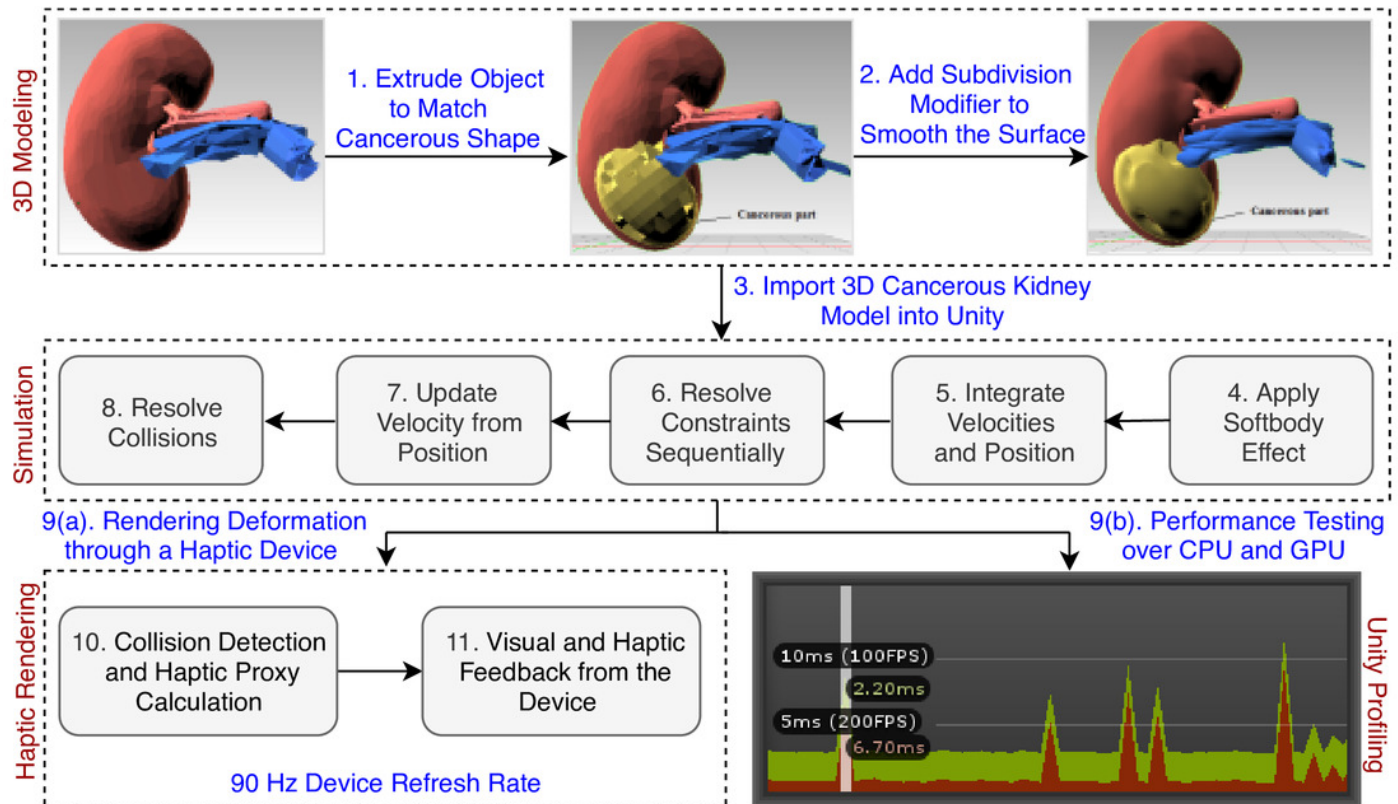 3D Modeling
1. Extrude Object
to Match
Cancerous Shape
2. Add Subdivision
Modifier to
Smooth the Surface
Cancerous part
Cancerous part
3. Import 3D Cancerous Kidney
Model into Unity
Simulation
8. Resolve
Collisions
7. Update
Velocity from
Position
6. Resolve
Constraints
Sequentially
5. Integrate
Velocities
and Position
4. Apply
Softbody
Effect
9(a). Rendering Deformation
through a Haptic Device
9(b). Performance Testing
over CPU and GPU
Haptic Rendering
10. Collision Detection
and Haptic Proxy
Calculation
11. Visual and Haptic
Feedback from the
Device
90 Hz Device Refresh Rate
10ms (100FPS)
2.20ms
5ms (200FPS)
6.70ms
Unity Profiling